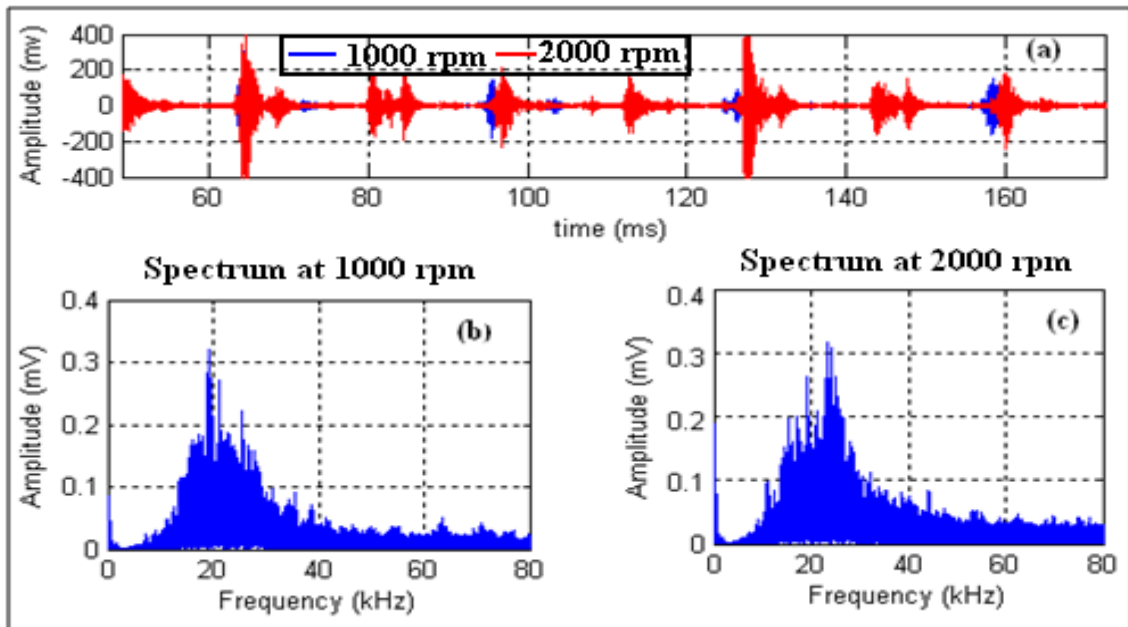 400
200
0
-200
-400
Amplitude (mv)
1000 rpm 2000 rpm
(a)
60 80 100 120 140 160
time (ms)
Spectrum at 1000 rpm
0.4
0.3
0.2
0.1
0
Amplitude (mV)
(b)
0 20 40 60 80
Frequency (kHz)
Spectrum at 2000 rpm
0.4
0.3
0.2
0.1
0
Amplitude (mV)
(c)
0 20 40 60 80
Frequency (kHz)